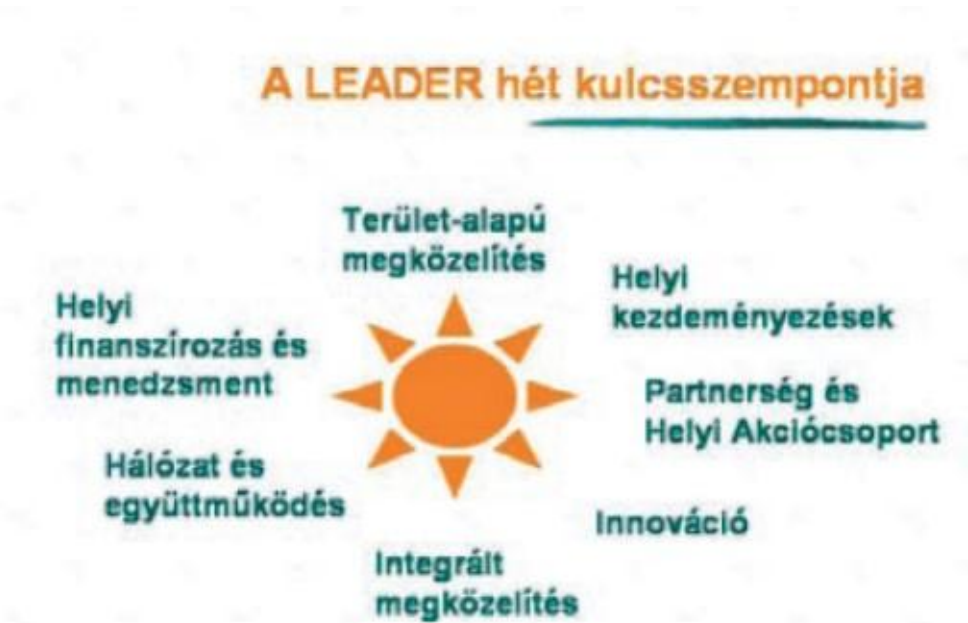 A LEADER hét kulcsszempontja
Terület-alapú
megközelítés
Helyi
kezdeményezések
Partnerség és
Helyi Akciócsoport
Innováció
Integrált
megközelítés
Hálózat és
együttműködés
Helyi
finanszírozás és
menedzsment